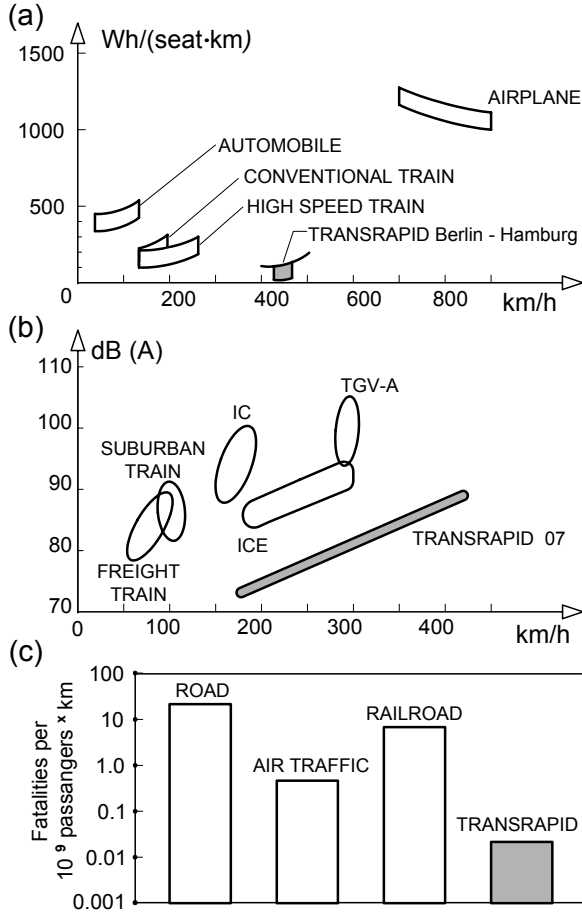 (a)
Wh/(seat·km)
1500
AIRPLANE
1000
AUTOMOBILE
CONVENTIONAL TRAIN
500
HIGH SPEED TRAIN
TRANSRAPID Berlin - Hamburg
0 200 400 600 800
km/h
(b)
dB (A)
110
TGV-A
IC
100
SUBURBAN
TRAIN
90
ICE
80
TRANSRAPID 07
FREIGHT
TRAIN
70
0 100 200 300 400
km/h
(c)
100
ROAD
RAILROAD
10
AIR TRAFFIC
1.0
0.1
TRANSRAPID
0.01
0.001
Fatalities per
10 9 passangers x km